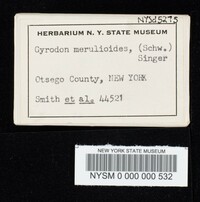 NYSd5275
HERBARIUM N. Y. STATE MUSEUM
Gyrodon merulioides, (Schw.)
Singer
Otsego County, NEW YORK
Smith et al. 44521
NEW YORK STATE MUSEUM
NYSM 0 000 000 532